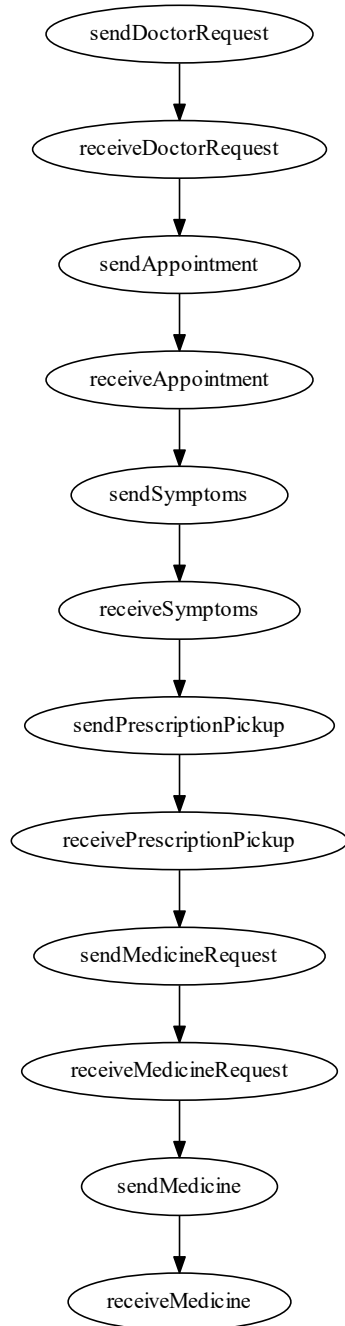 sendDoctorRequest
receiveDoctorRequest
sendAppointment
receiveAppointment
sendSymptoms
receiveSymptoms
sendPrescriptionPickup
receivePrescriptionPickup
sendMedicineRequest
receiveMedicineRequest
sendMedicine
receiveMedicine